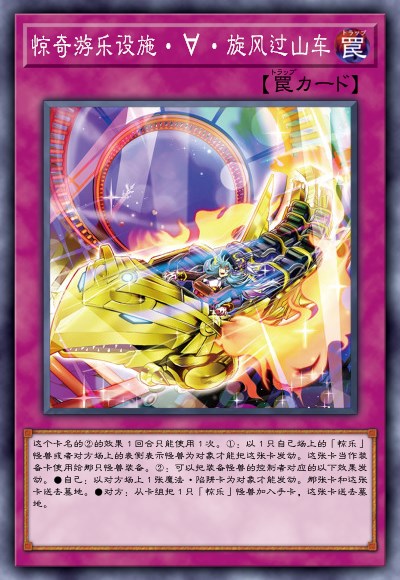 惊奇游乐设施・∀・旋风过山车 罠
トラップ
【罠カード】
这个卡名的②的效果1回合只能使用1次。①：以1只自己场上的「惊乐」
怪兽或者对方场上的表侧表示怪兽为对象才能把这张卡发动。这张卡当作装
备卡使用给那只怪兽装备。②：可以把装备怪兽的控制者对应的以下效果发
动。●自己：以对方场上1张魔法・陷阱卡为对象才能发动。那张卡和这张
卡送去墓地。●对方：从卡组把1只「惊乐」怪兽加入手卡，这张卡送去墓
地。